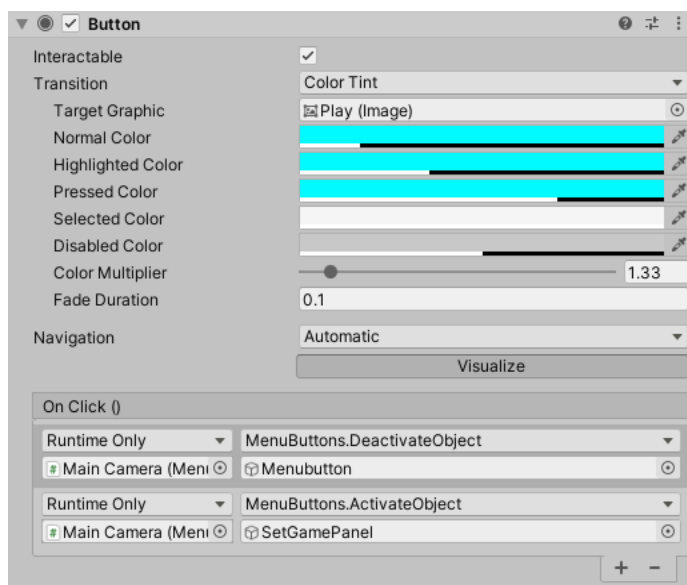 Button
Interactable
Transition Color Tint
Target Graphic Play (Image)
Normal Color
Highlighted Color
Pressed Color
Selected Color
Disabled Color
Color Multiplier 1.33
Fade Duration 0.1
Navigation Automatic
Visualize
On Click ()
Runtime Only MenuButtons.DeactivateObject
Main Camera (Menu Menubutton
Runtime Only MenuButtons.ActivateObject
Main Camera (Menu SetGamePanel
+ -